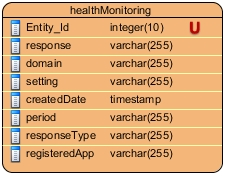 healthMonitoring
Entity_Id integer(10) U
response varchar(255)
domain varchar(255)
setting varchar(255)
createdDate timestamp
period varchar(255)
responseType varchar(255)
registeredApp varchar(255)